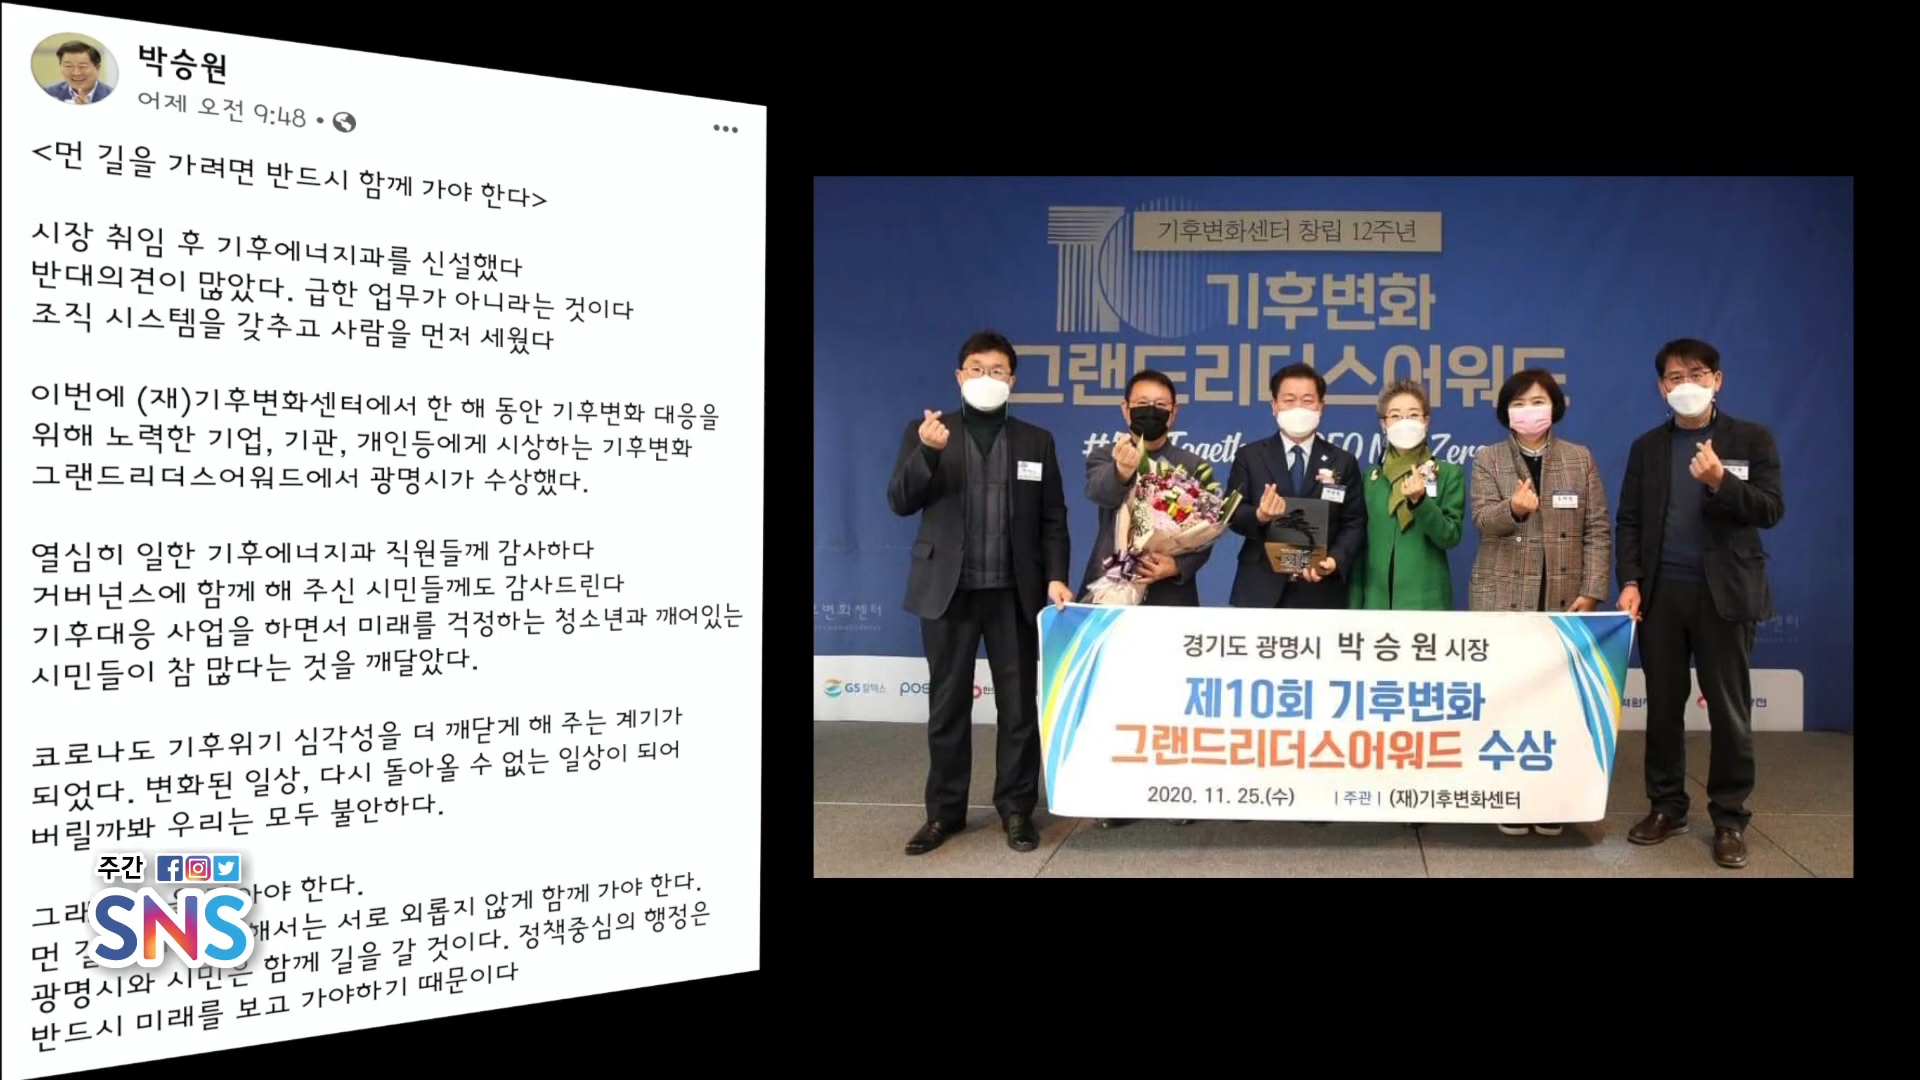 박승원
어제 오전 9:48
<먼 길을 가려면 반드시 함께 가야 한다>
시장 취임 후 기후에너지과를 신설했다
반대의견이 많았다. 급한 업무가 아니라는 것이다
조직 시스템을 갖추고 사람을 먼저 세웠다
이번에 (재)기후변화센터에서 한 해 동안 기후변화 대응을
위해 노력한 기업, 기관, 개인등에게 시상하는 기후변화
그랜드리더스어워드에서 광명시가 수상했다.
열심히 일한 기후에너지과 직원들께 감사하다
거버넌스에 함께 해 주신 시민들께도 감사드린다
기후대응 사업을 하면서 미래를 걱정하는 청소년과 깨어있는
시민들이 참 많다는 것을 깨달았다.
코로나도 기후위기 심각성을 더 깨닫게 해 주는 계기가
되었다. 변화된 일상, 다시 돌아올 수 없는 일상이 되어
버릴까봐 우리는 모두 불안하다.
한다.
먼 해서는 서로 외롭지 않게 함께 가야 한다.
광명시와 시민은 함께 길을 갈 것이다. 정책중심의 행정은
반드시 미래를 보고 가야하기 때문이다
주간
SNS
10
기후변화센터 창립 12주년
기후변화
그랜드리더스어워드
GS칼텍스
경기도 광명시 박승원 시장
제10회 기후변화
그랜드리더스어워드 수상
2020. 11. 25.(수) | 주관 | (재)기후변화센터